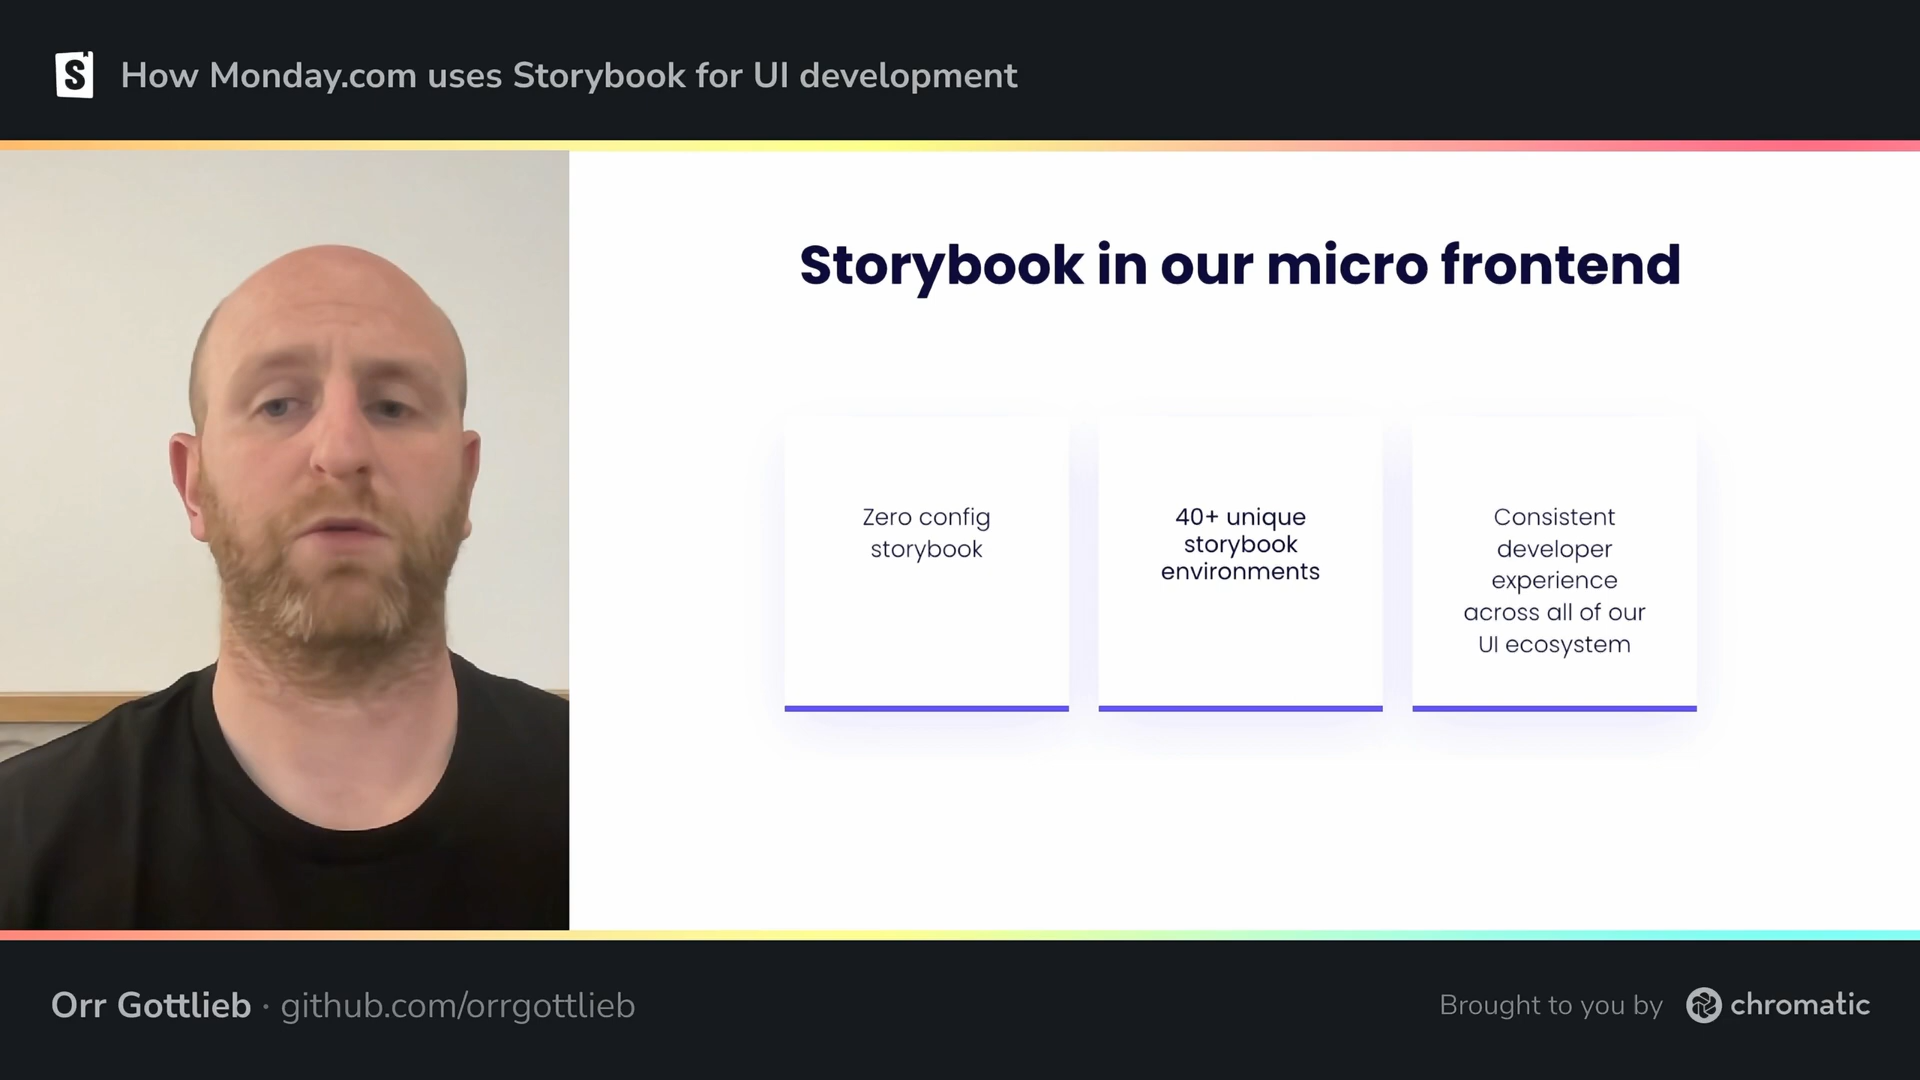 S
How Monday.com uses Storybook for UI development
Storybook in our micro frontend
Zero config
storybook
40+ unique
storybook
environments
Consistent
developer
experience
across all of our
UI ecosystem
Orr Gottlieb · github.com/orrgottlieb
Brought to you by chromatic